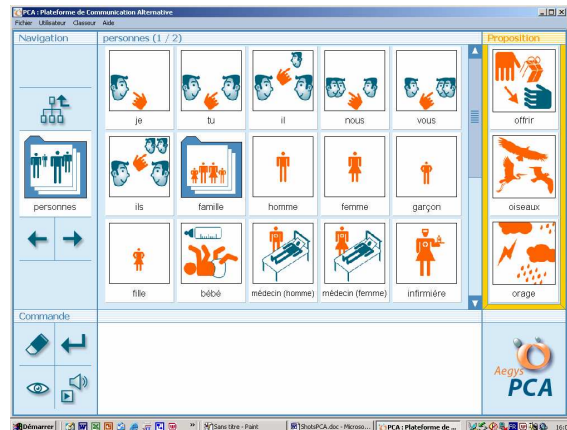 PCA : Plateforme de Communication Alternative
Fichier Utilisateur Classeur Aide
Navigation
personnes (1 / 2)
Proposition
je tu il nous vous
offrir
personnes
ils famille homme femme garçon
oiseaux
fille bébé médecin (homme) médecin (femme) infirmière
orage
Commande
Aegys
PCA
Démarrer
Sans titre - Paint
ShotsPCA.doc - Microso...
PCA : Plateforme de ...